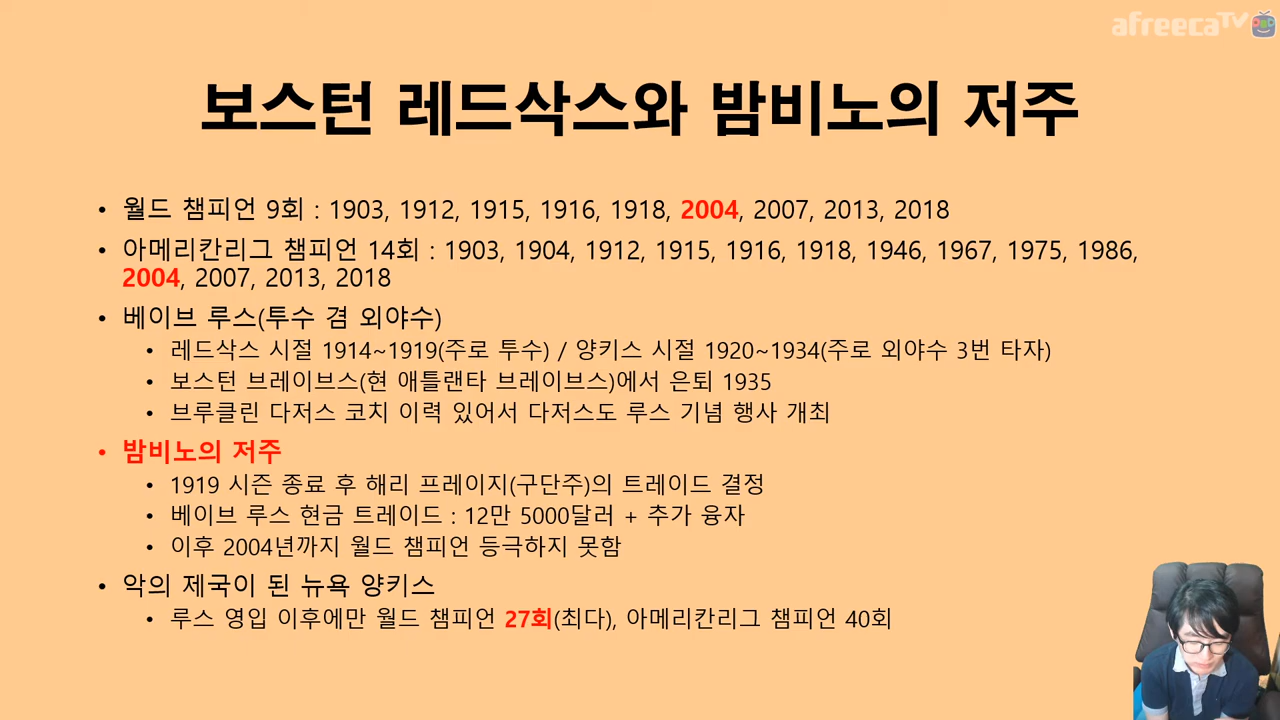 afreecaTV
보스턴 레드삭스와 밤비노의 저주
• 월드 챔피언 9회 : 1903, 1912, 1915, 1916, 1918, 2004, 2007, 2013, 2018
• 아메리칸리그 챔피언 14회 : 1903, 1904, 1912, 1915, 1916, 1918, 1946, 1967, 1975, 1986,
2004, 2007, 2013, 2018
• 베이브 루스(투수 겸 외야수)
• 레드삭스 시절 1914~1919(주로 투수) / 양키스 시절 1920~1934(주로 외야수 3번 타자)
• 보스턴 브레이브스(현 애틀랜타 브레이브스)에서 은퇴 1935
• 브루클린 다저스 코치 이력 있어서 다저스도 루스 기념 행사 개최
• 밤비노의 저주
• 1919 시즌 종료 후 해리 프레이지(구단주)의 트레이드 결정
• 베이브 루스 현금 트레이드 : 12만 5000달러 + 추가 융자
• 이후 2004년까지 월드 챔피언 등극하지 못함
• 악의 제국이 된 뉴욕 양키스
• 루스 영입 이후에만 월드 챔피언 27회(최다), 아메리칸리그 챔피언 40회